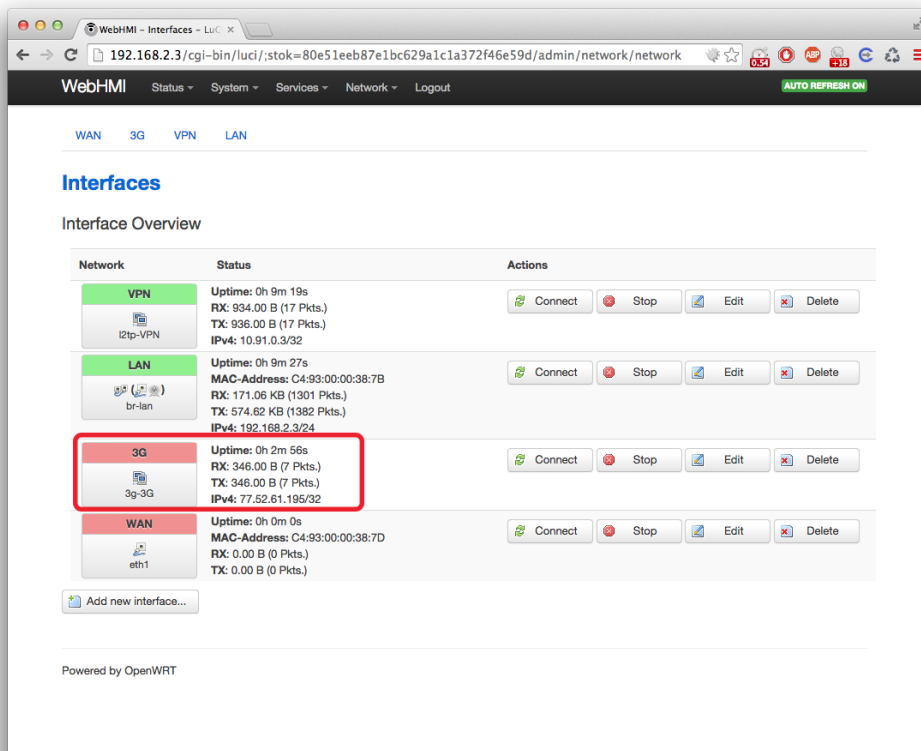 WebHMI - Interfaces - LuC
192.168.2.3/cgi-bin/luci/;stok=80e51eeb87e1bc629a1c1a372f46e59d/admin/network/network
0.54
ABP
+18
WebHMI Status System Services Network Logout AUTO REFRESH ON
WAN 3G VPN LAN
Interfaces
Interface Overview
Network Status Actions
VPN
l2tp-VPN
Uptime: 0h 9m 19s
RX: 934.00 B (17 Pkts.)
TX: 936.00 B (17 Pkts.)
IPv4: 10.91.0.3/32
Connect Stop Edit Delete
LAN
br-lan
Uptime: 0h 9m 27s
MAC-Address: C4:93:00:00:38:7B
RX: 171.06 KB (1301 Pkts.)
TX: 574.62 KB (1382 Pkts.)
IPv4: 192.168.2.3/24
Connect Stop Edit Delete
3G
3g-3G
Uptime: 0h 2m 56s
RX: 346.00 B (7 Pkts.)
TX: 346.00 B (7 Pkts.)
IPv4: 77.52.61.195/32
Connect Stop Edit Delete
WAN
eth1
Uptime: 0h 0m 0s
MAC-Address: C4:93:00:00:38:7D
RX: 0.00 B (0 Pkts.)
TX: 0.00 B (0 Pkts.)
Connect Stop Edit Delete
Add new interface...
Powered by OpenWRT